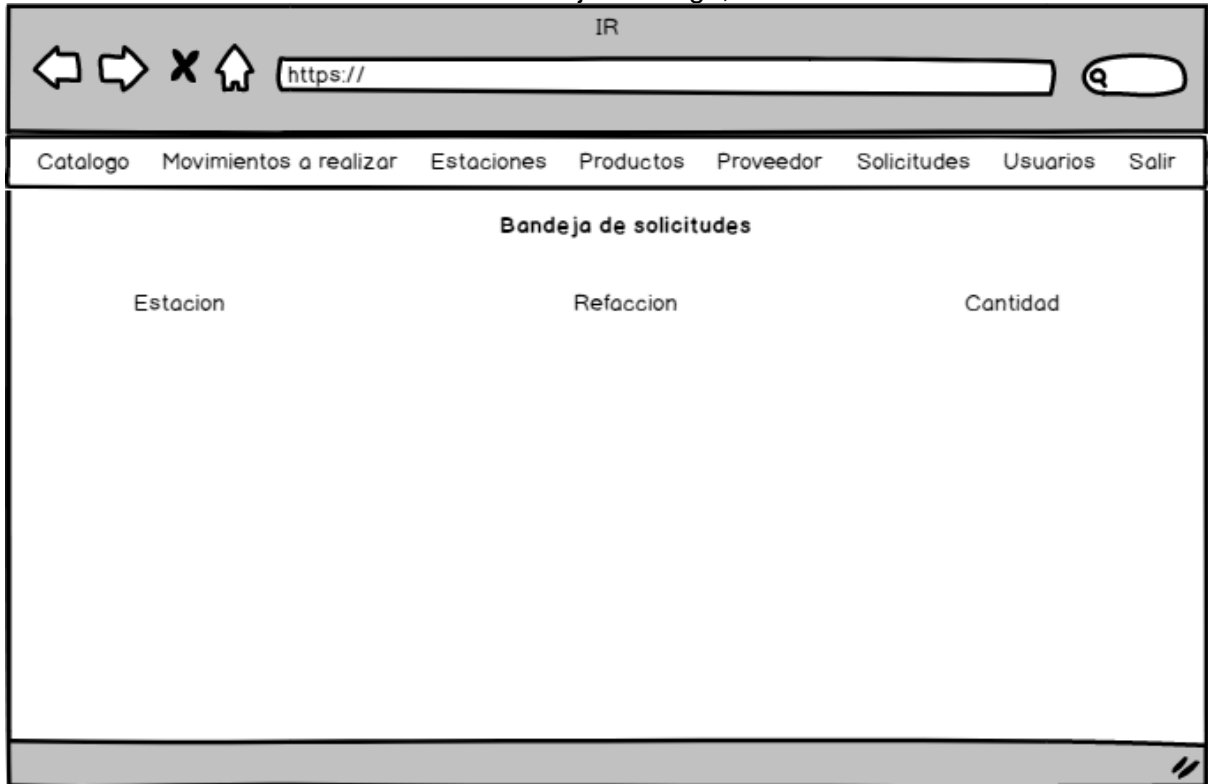 IR
https://
Catalogo Movimientos a realizar Estaciones Productos Proveedor Solicitudes Usuarios Salir
Bandeja de solicitudes
Estacion Refaccion Cantidad